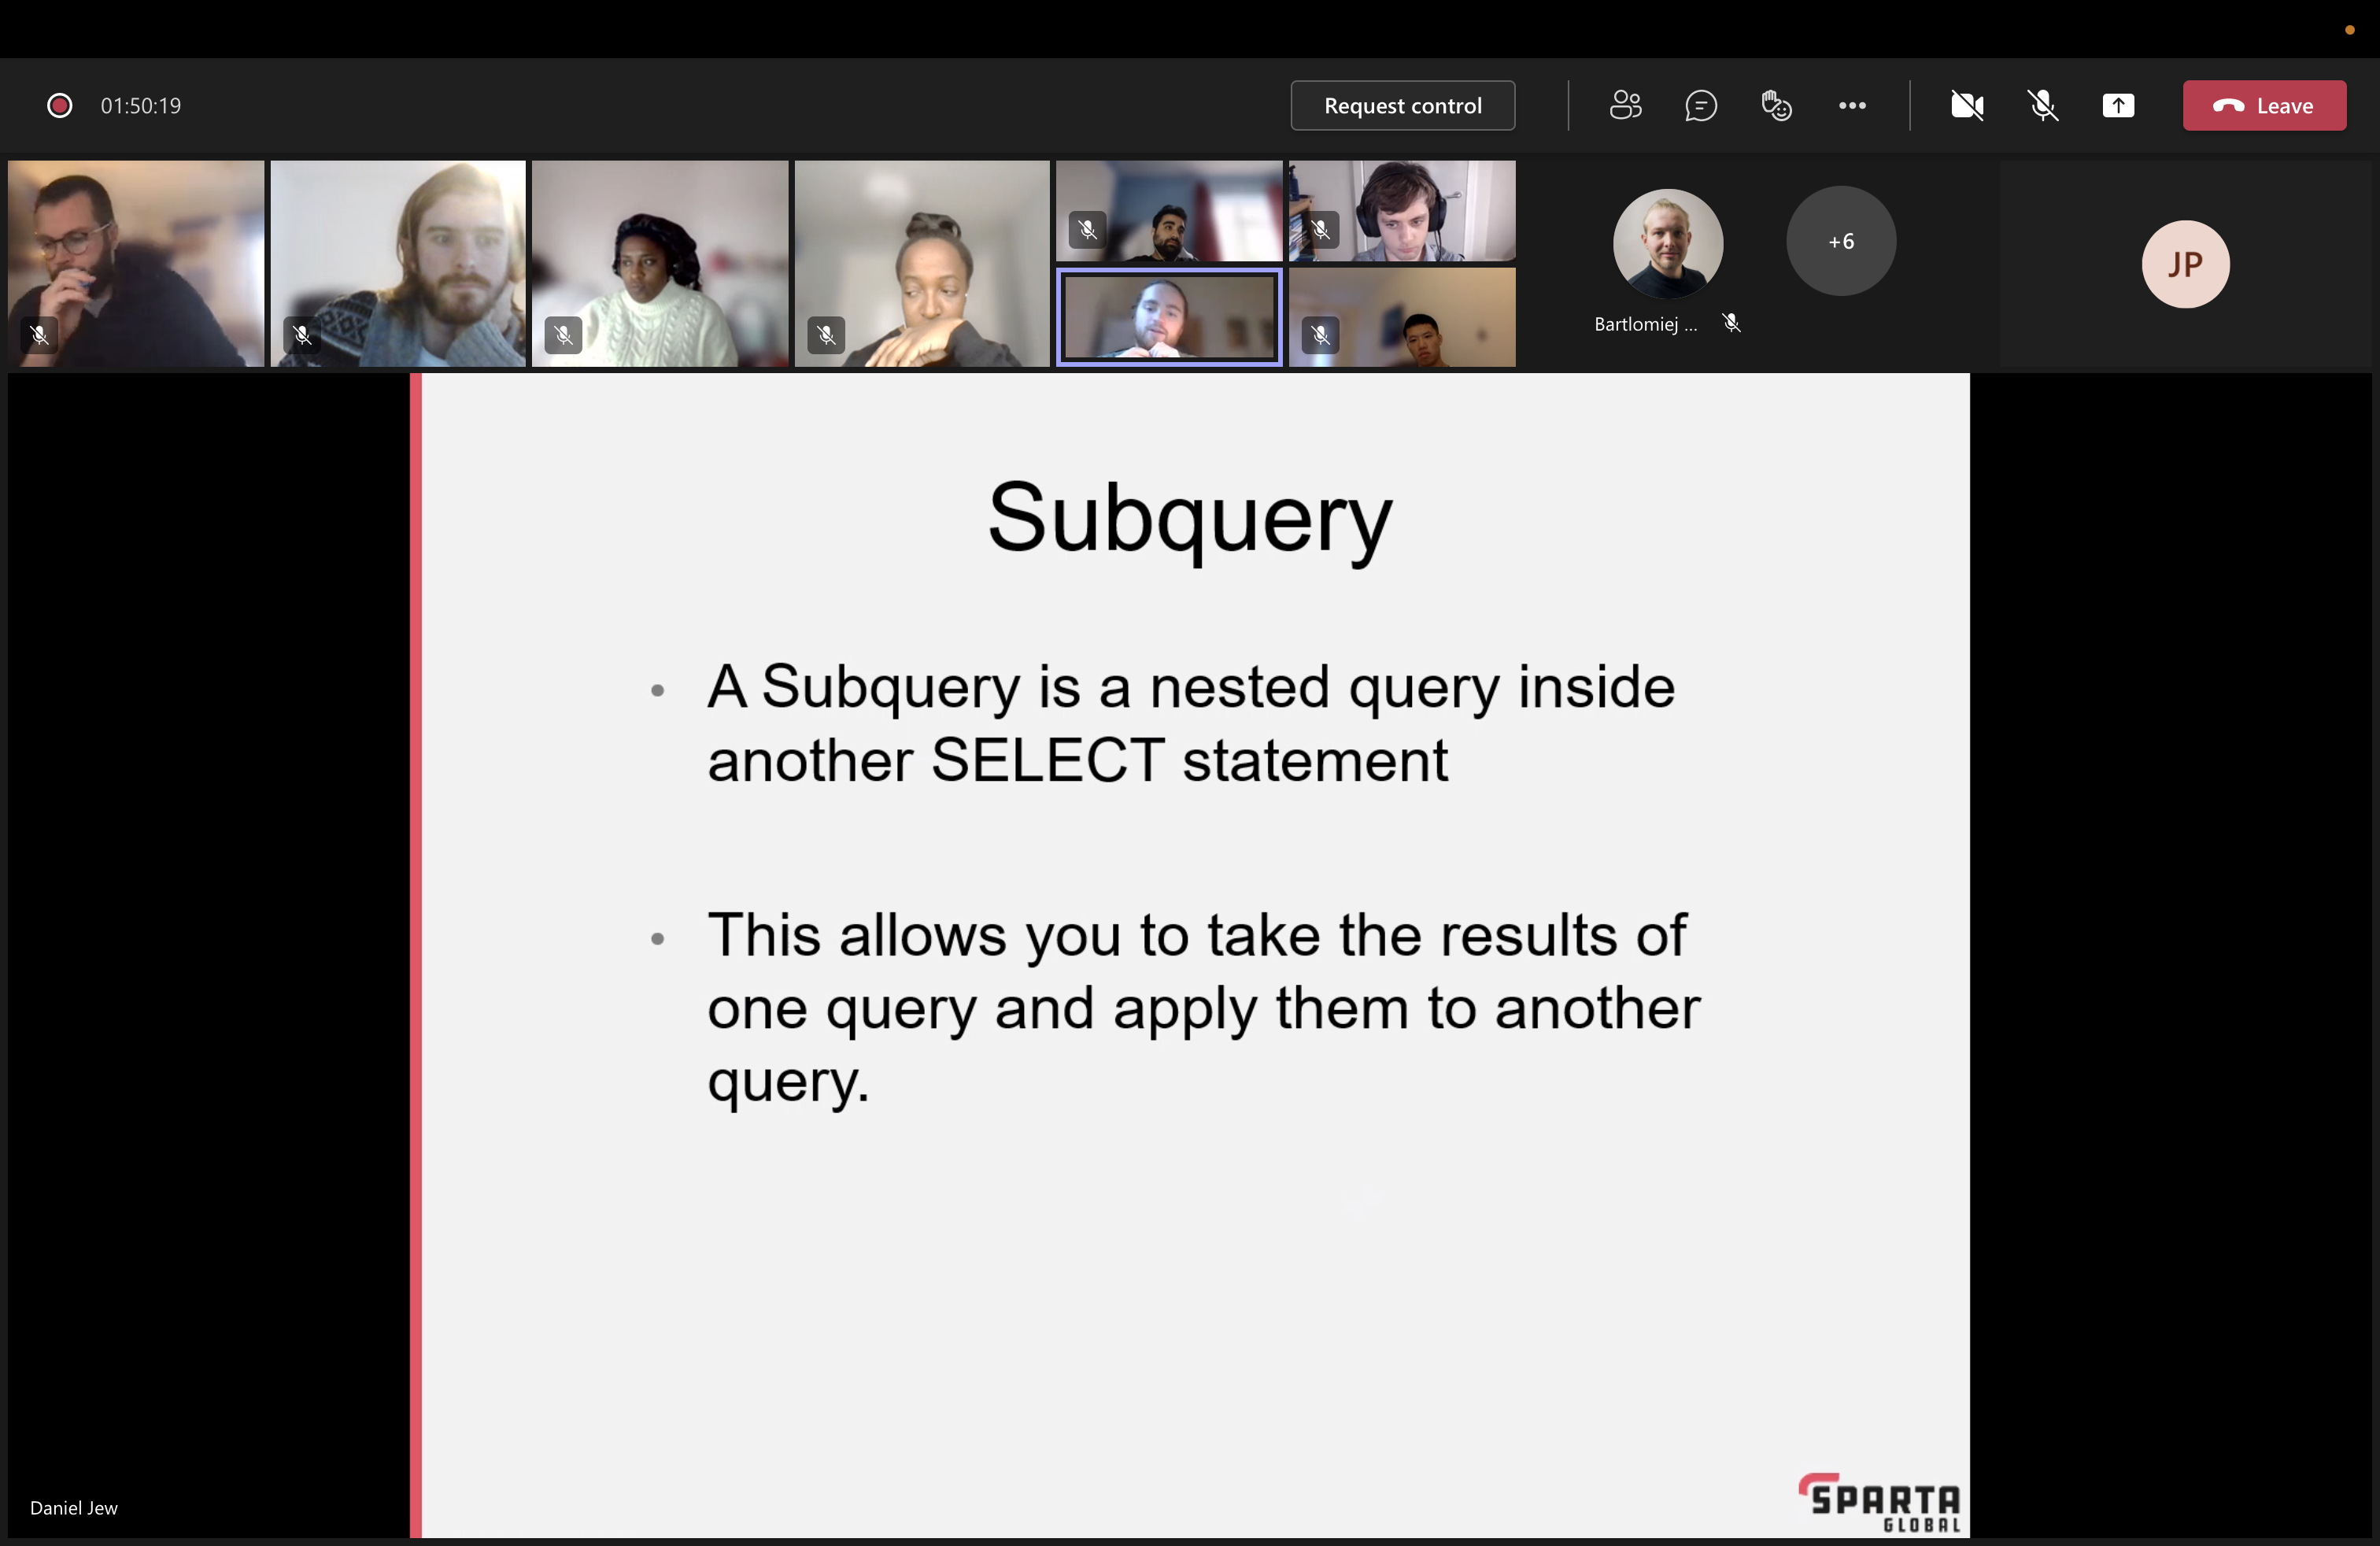 01:50:19
Request control
Leave
+6
JP
Bartlomiej ...
Subquery
• A Subquery is a nested query inside
another SELECT statement
• This allows you to take the results of
one query and apply them to another
query.
Daniel Jew
SPARTA
GLOBAL